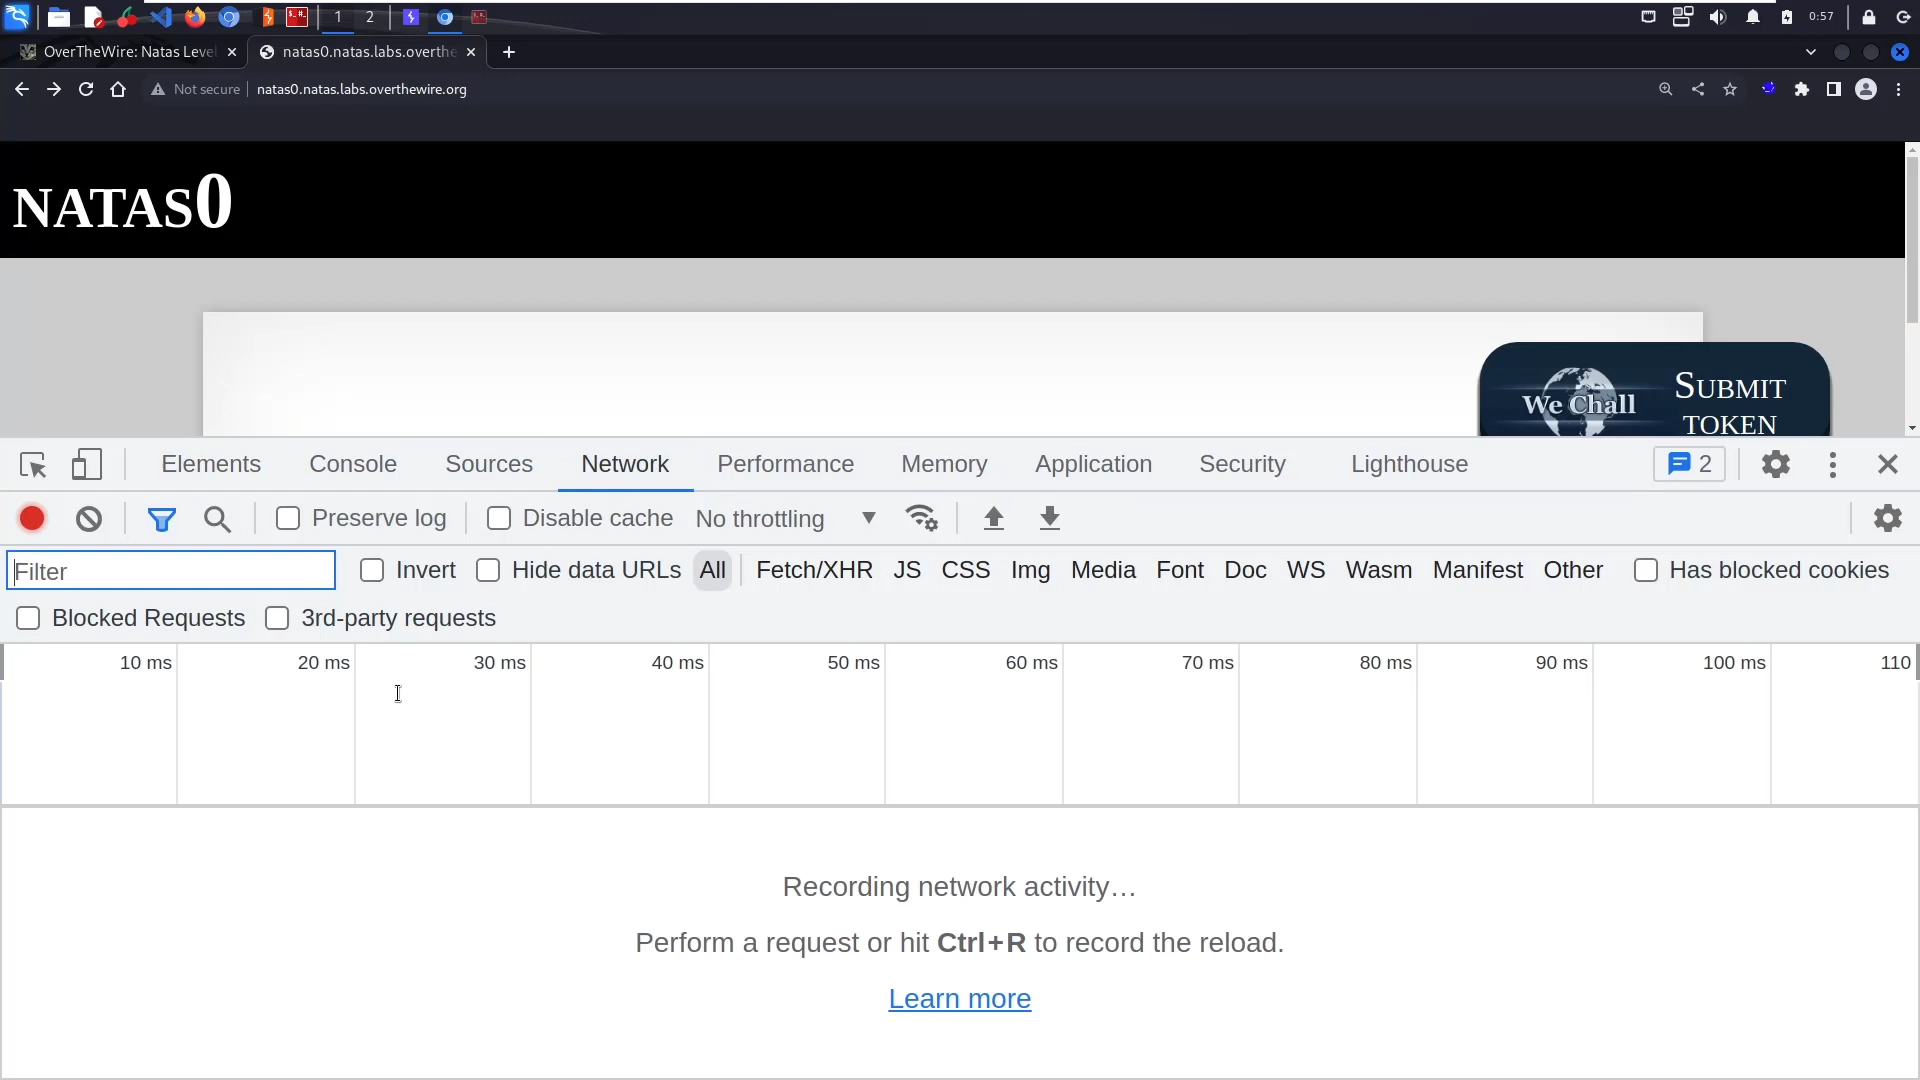 1
2
0:57
OverTheWire: Natas Level
natas0.natas.labs.overthe
Not secure
natas0.natas.labs.overthewire.org
NATAS0
We Chall
SUBMIT
TOKEN
Elements
Console
Sources
Network
Performance
Memory
Application
Security
Lighthouse
2
Preserve log
Disable cache
No throttling
Filter
Invert
Hide data URLs
All
Fetch/XHR
JS
CSS
Img
Media
Font
Doc
WS
Wasm
Manifest
Other
Has blocked cookies
Blocked Requests
3rd-party requests
10 ms
20 ms
30 ms
40 ms
50 ms
60 ms
70 ms
80 ms
90 ms
100 ms
110
Recording network activity…
Perform a request or hit Ctrl+R to record the reload.
Learn more